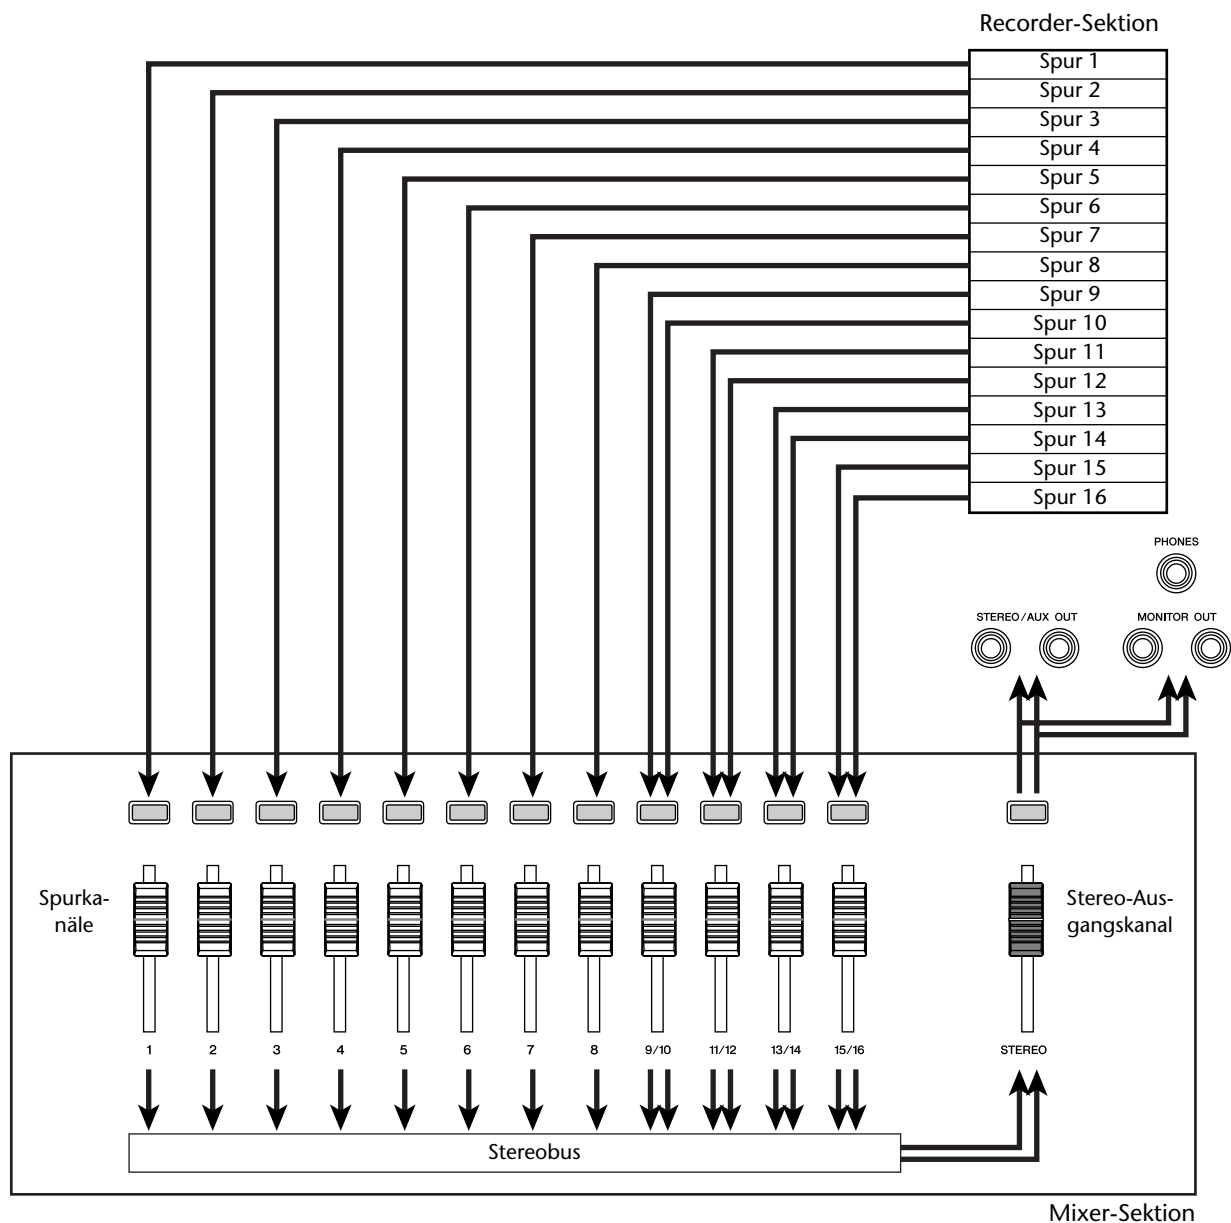 Recorder-Sektion
Spur 1
Spur 2
Spur 3
Spur 4
Spur 5
Spur 6
Spur 7
Spur 8
Spur 9
Spur 10
Spur 11
Spur 12
Spur 13
Spur 14
Spur 15
Spur 16
PHONES
STEREO/AUX OUT
MONITOR OUT
Spurka-
näle
Stereo-Aus-
gangskanal
1
2
3
4
5
6
7
8
9/10
11/12
13/14
15/16
STEREO
Stereobus
Mixer-Sektion